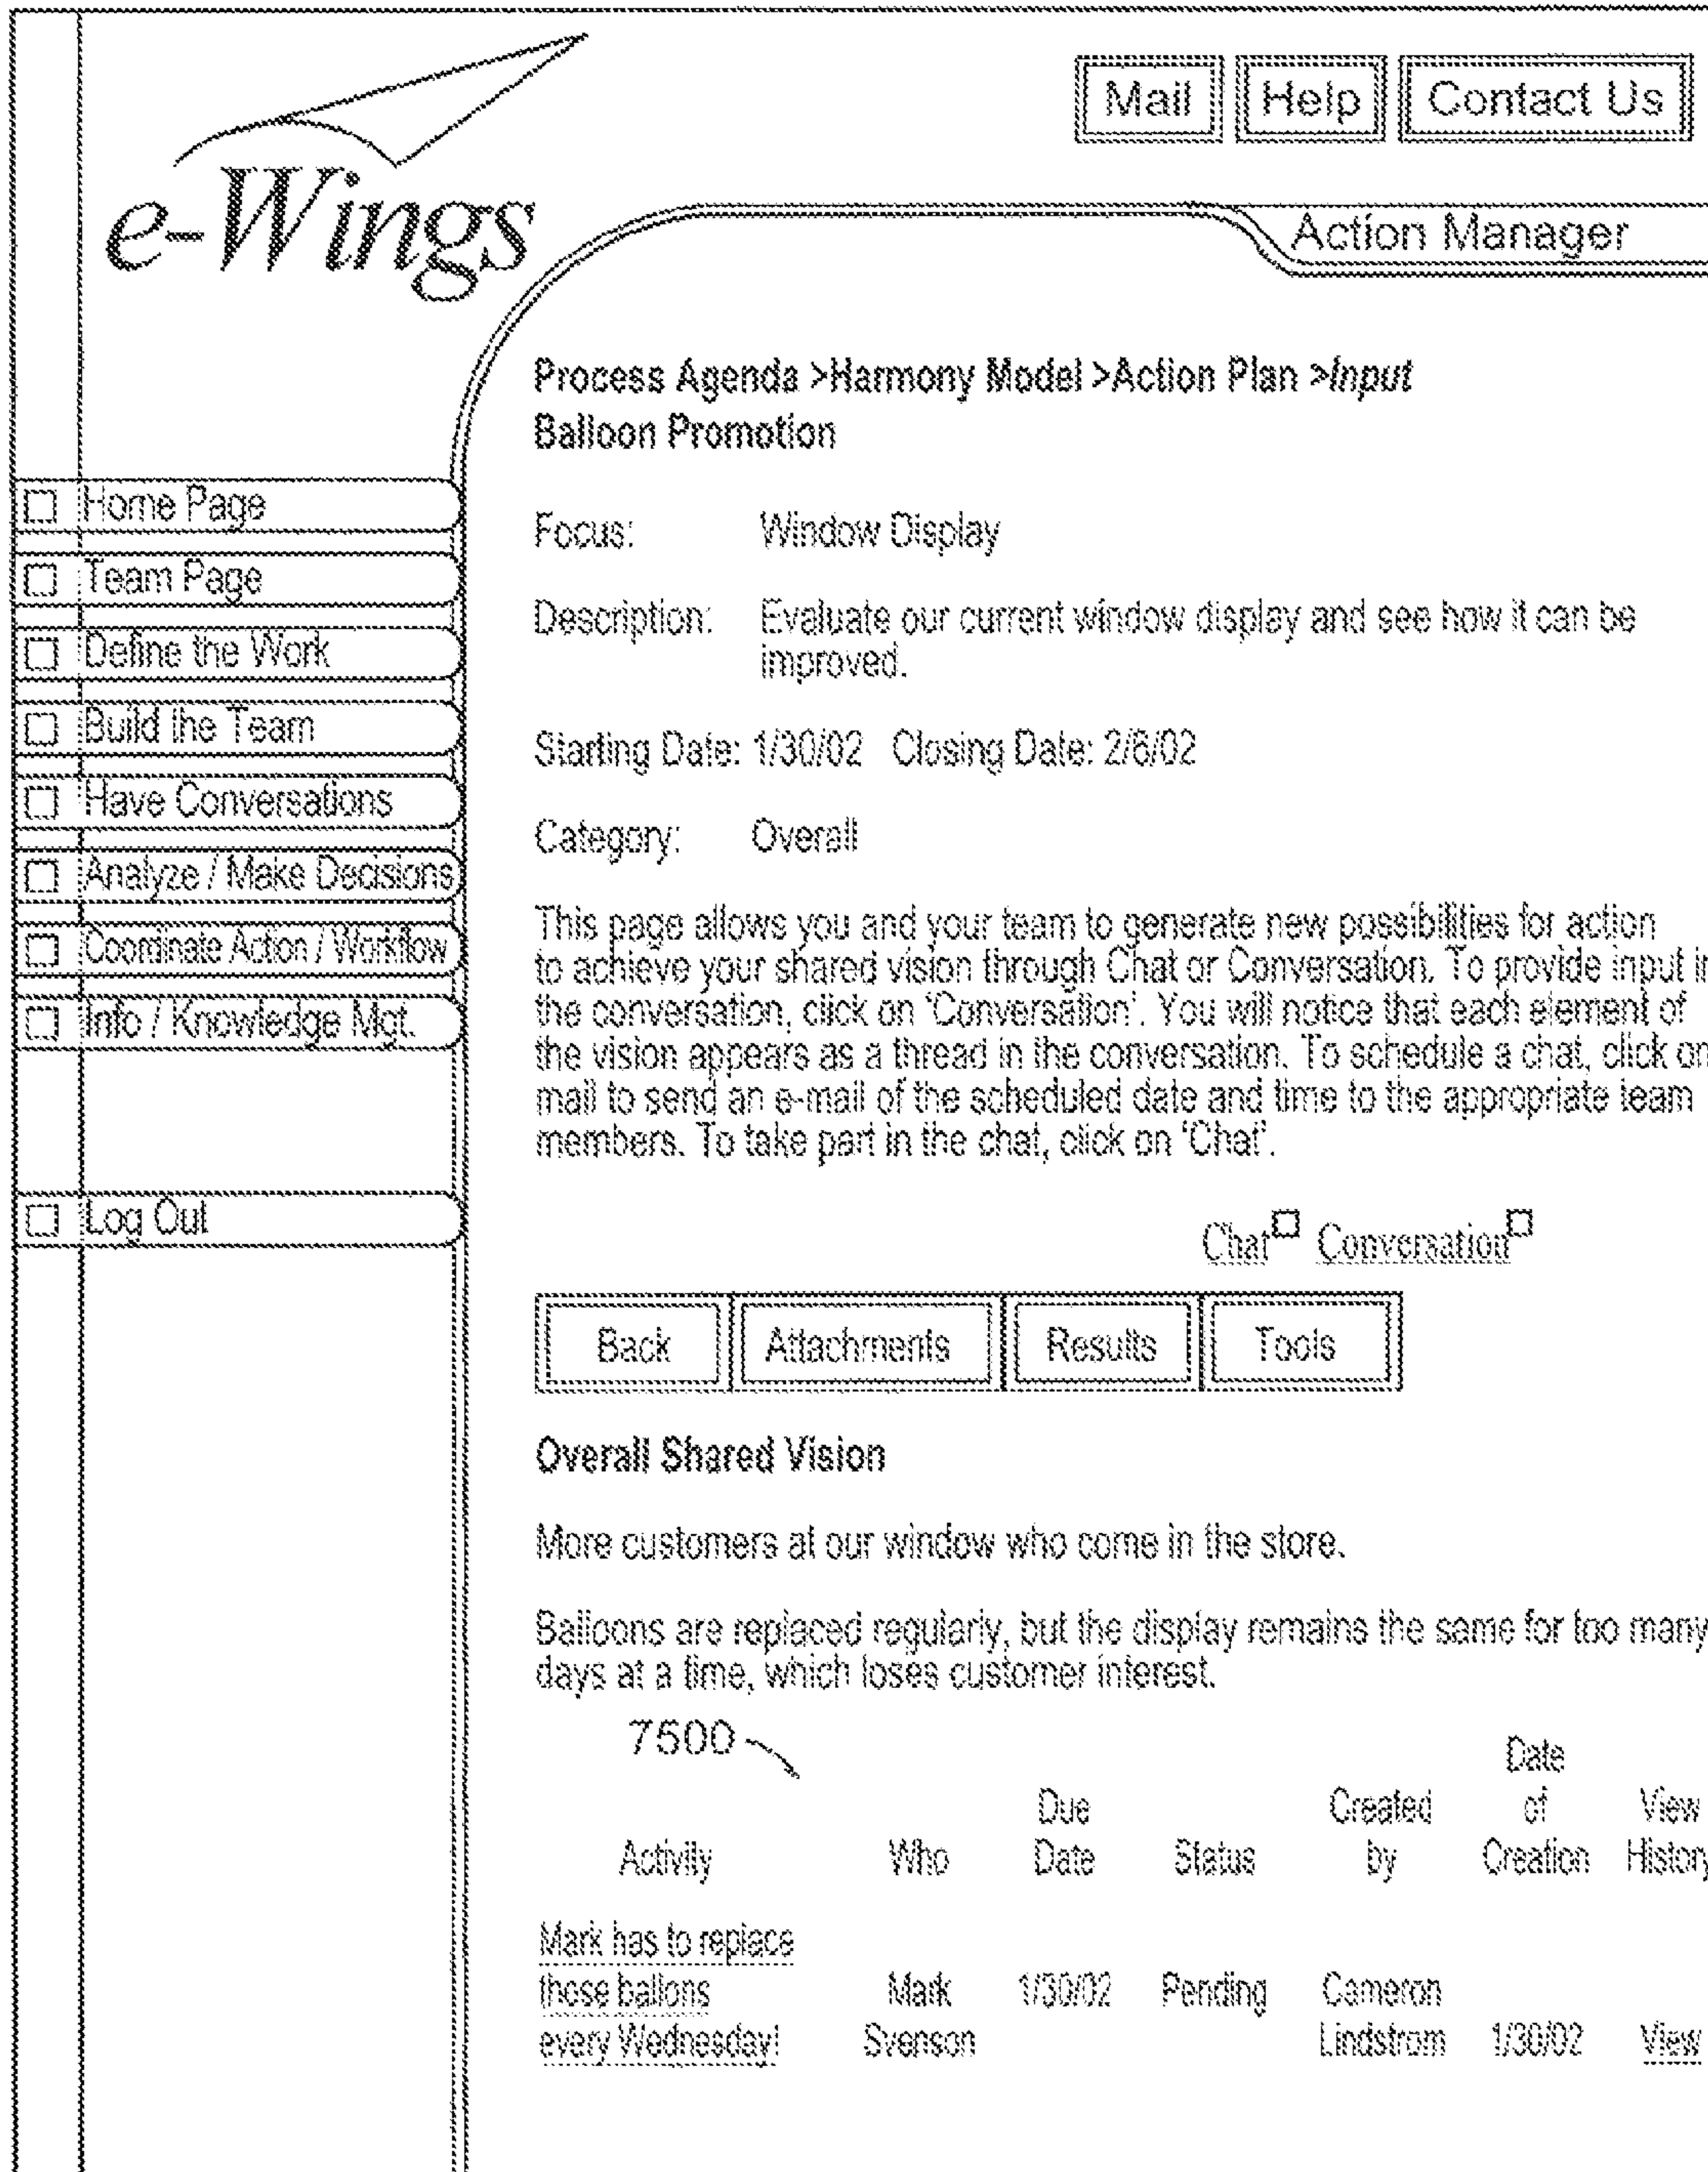 Mail Help Contact Us
e-Wings
Action Manager
Process Agenda >Harmony Model >Action Plan >Input
Balloon Promotion
Home Page
Team Page
Define the Work
Build the Team
Have Conversations
Analyze / Make Decisions
Coordinate Action / Workflow
Info / Knowledge Mgt.
Log Out
Focus: Window Display
Description: Evaluate our current window display and see how it can be
improved.
Starting Date: 1/30/02 Closing Date: 2/6/02
Category: Overall
This page allows you and your team to generate new possibilities for action
to achieve your shared vision through Chat or Conversation. To provide input in
the conversation, click on 'Conversation'. You will notice that each element of
the vision appears as a thread in the conversation. To schedule a chat, click on
mail to send an e-mail of the scheduled date and time to the appropriate team
members. To take part in the chat, click on 'Chat'.
Chat Conversation
Back Attachments Results Tools
Overall Shared Vision
More customers at our window who come in the store.
Balloons are replaced regularly, but the display remains the same for too many
days at a time, which loses customer interest.
7500
Date
Due Created of View
Activity Who Date Status by Creation History
Mark has to replace
those ballons Mark 1/30/02 Pending Cameron
every Wednesday! Svenson Lindstrom 1/30/02 View